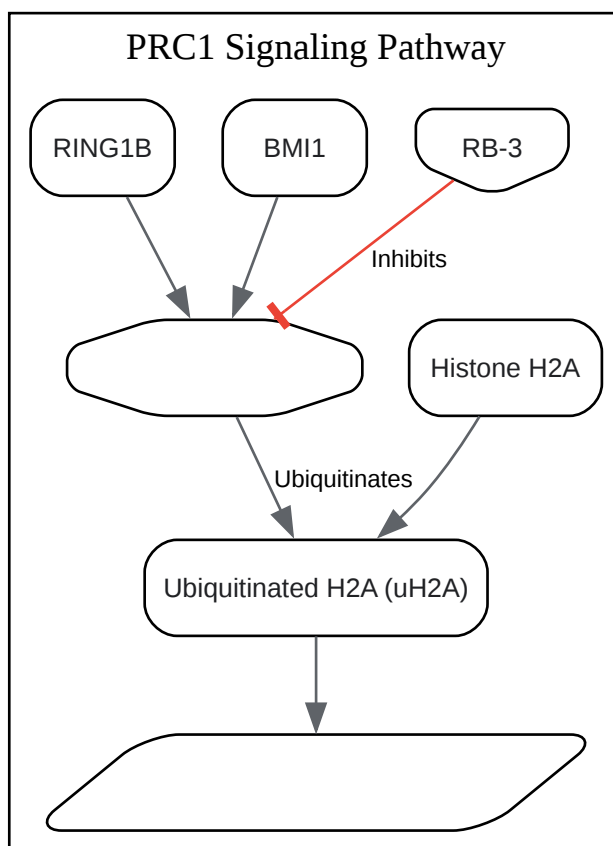 PRC1 Signaling Pathway
RING1B
BMI1
RB-3
Inhibits
Histone H2A
Ubiquitinates
Ubiquitinated H2A (uH2A)